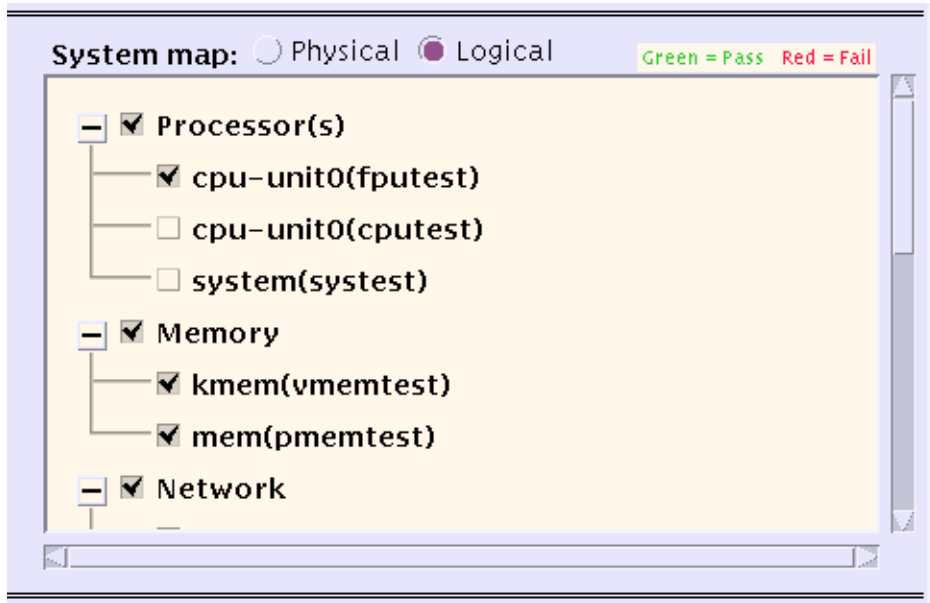 System map: Physical Logical Green = Pass Red = Fail
Processor(s)
cpu-unit0(fputest)
cpu-unit0(cputest)
system(systest)
Memory
kmem(vmemtest)
mem(pmemtest)
Network